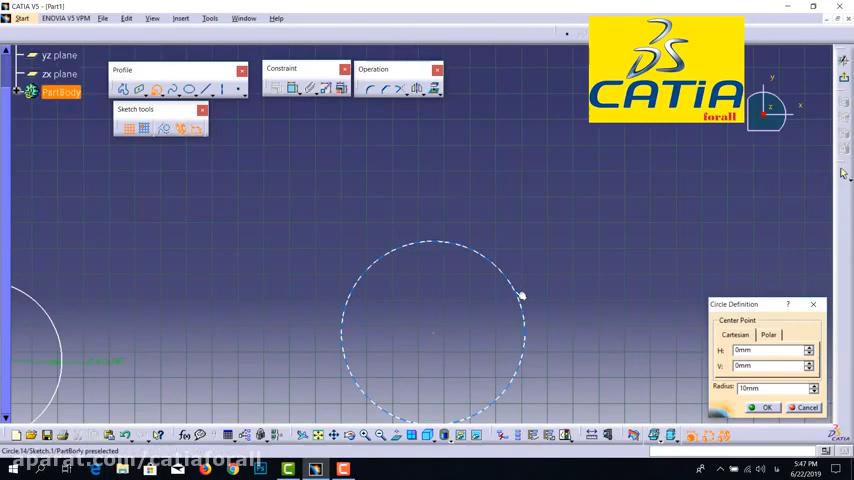 CATIA V5 - [Part1]
Start ENOVIA V5 VPM File Edit View Insert Tools Window Help
yz plane
zx plane
PartBody
Profile
Constraint
Operation
Sketch tools
CATiA
forall
y
x
z
Circle Definition ? X
Center Point
Cartesian Polar
H: 0mm
V: 0mm
Radius: 10mm
OK Cancel
Circle.14/Sketch.1/PartBody preselected
aparat.com/catiaforall
5:47 PM
6/22/2019